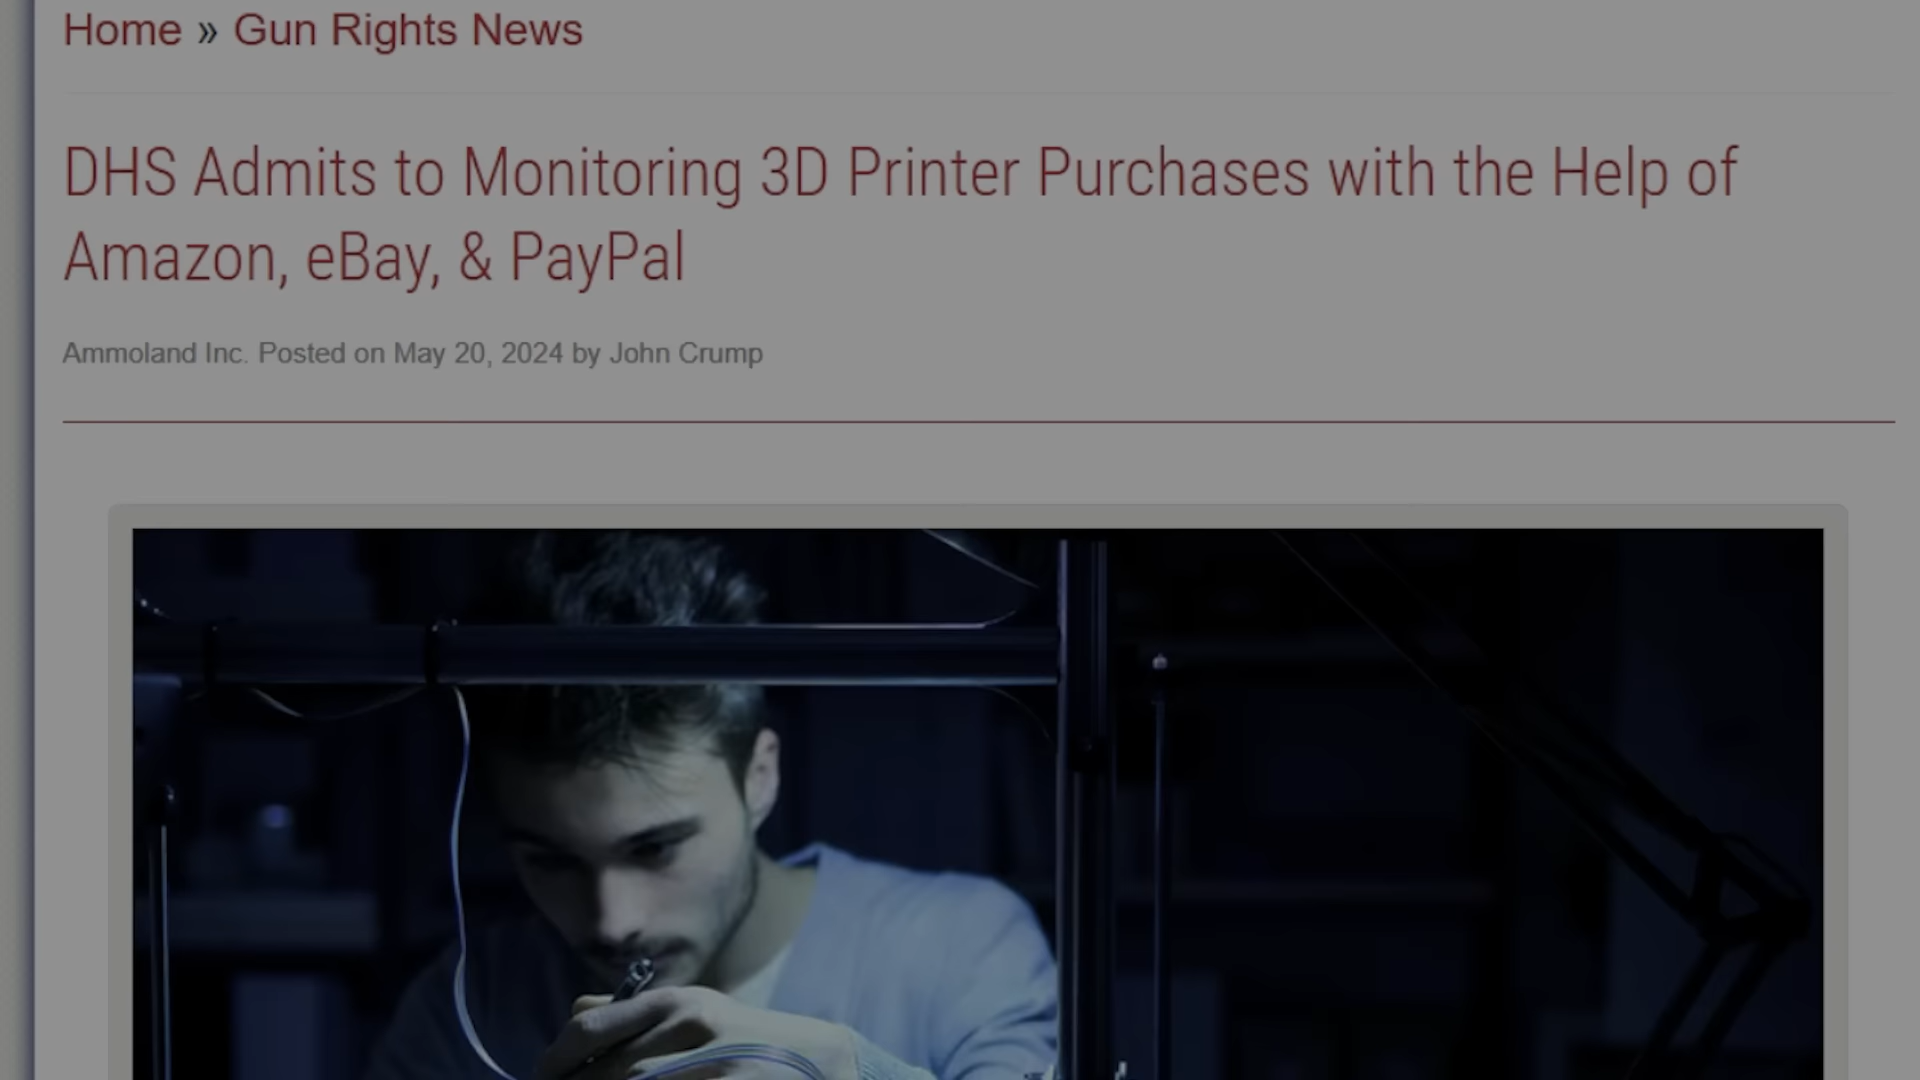 Home » Gun Rights News
DHS Admits to Monitoring 3D Printer Purchases with the Help of
Amazon, eBay, & PayPal
Ammoland Inc. Posted on May 20, 2024 by John Crump